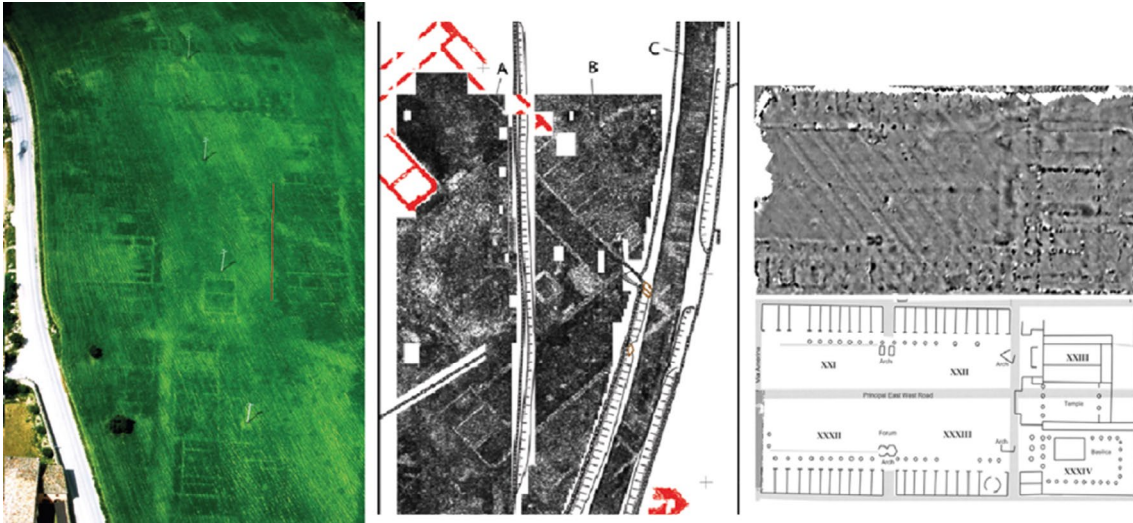 A
B
C
XXI
Arch
XXII
Arch
XXIII
Via Amerina
Principal East West Road
Temple
XXXII
Forum
XXXIII
Arch
Arch
Basilica
XXXIV